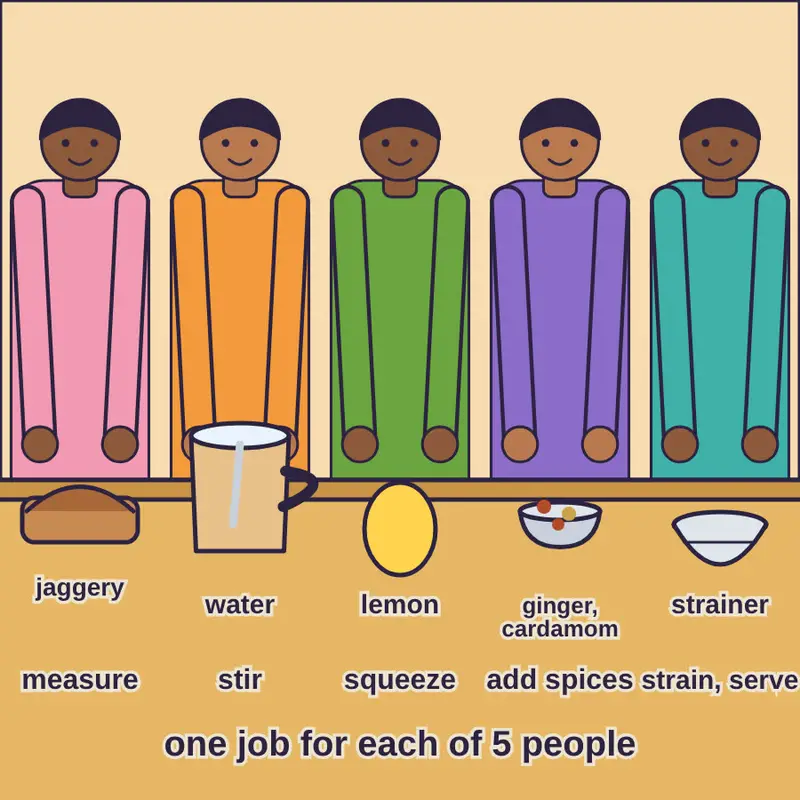 jaggery
water
lemon
ginger,
cardamom
strainer
measure
stir
squeeze
add spices
strain, serve
one job for each of 5 people